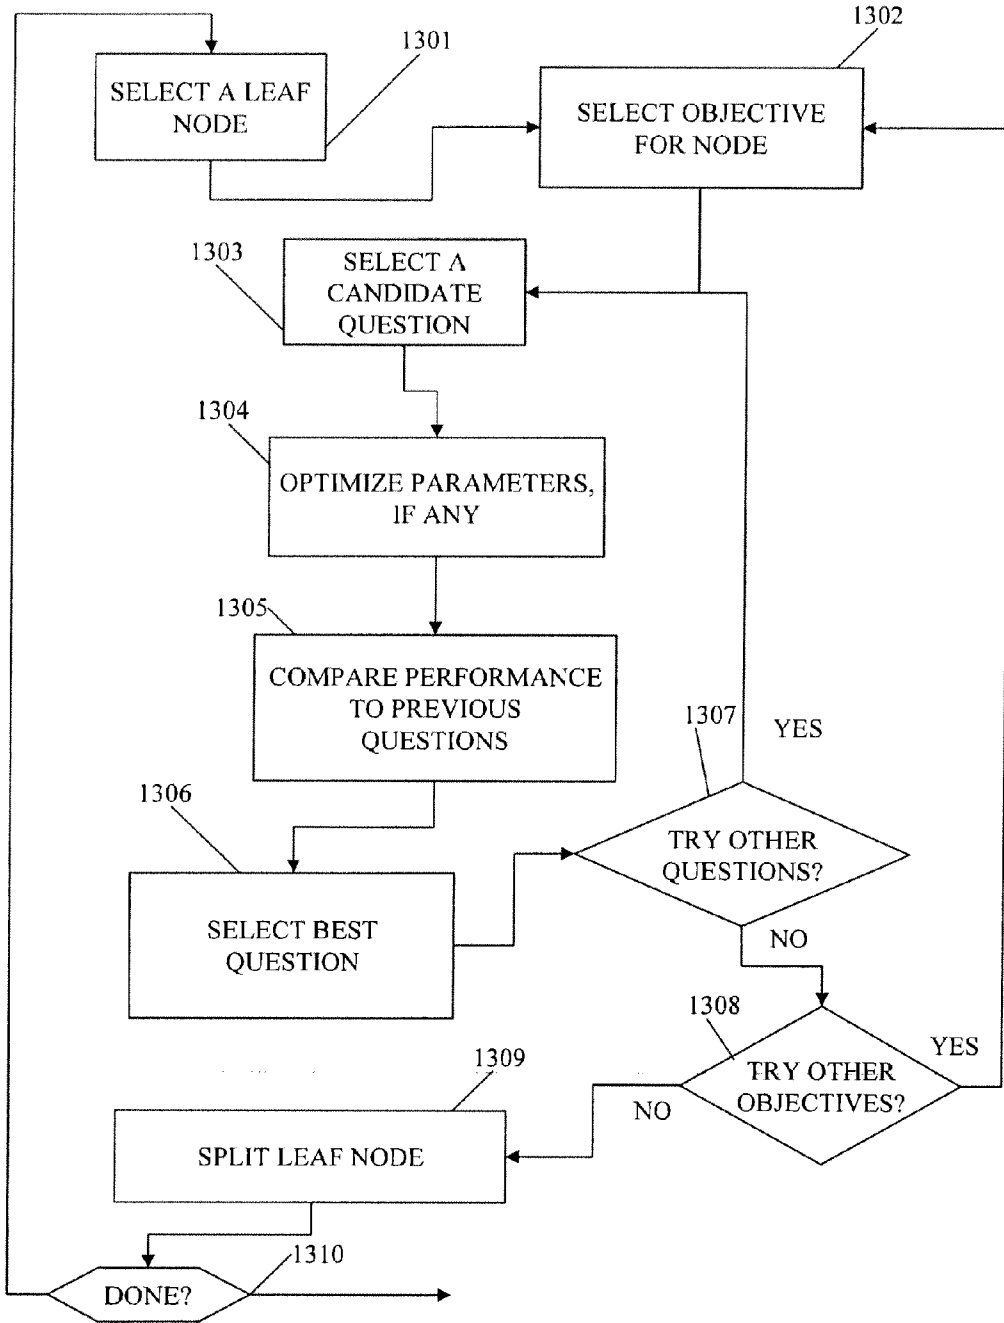 1301
SELECT A LEAF
NODE
1302
SELECT OBJECTIVE
FOR NODE
1303
SELECT A
CANDIDATE
QUESTION
1304
OPTIMIZE PARAMETERS,
IF ANY
1305
COMPARE PERFORMANCE
TO PREVIOUS
QUESTIONS
1306
SELECT BEST
QUESTION
1307
YES
TRY OTHER
QUESTIONS?
NO
1308
YES
TRY OTHER
OBJECTIVES?
NO
1309
SPLIT LEAF NODE
1310
DONE?